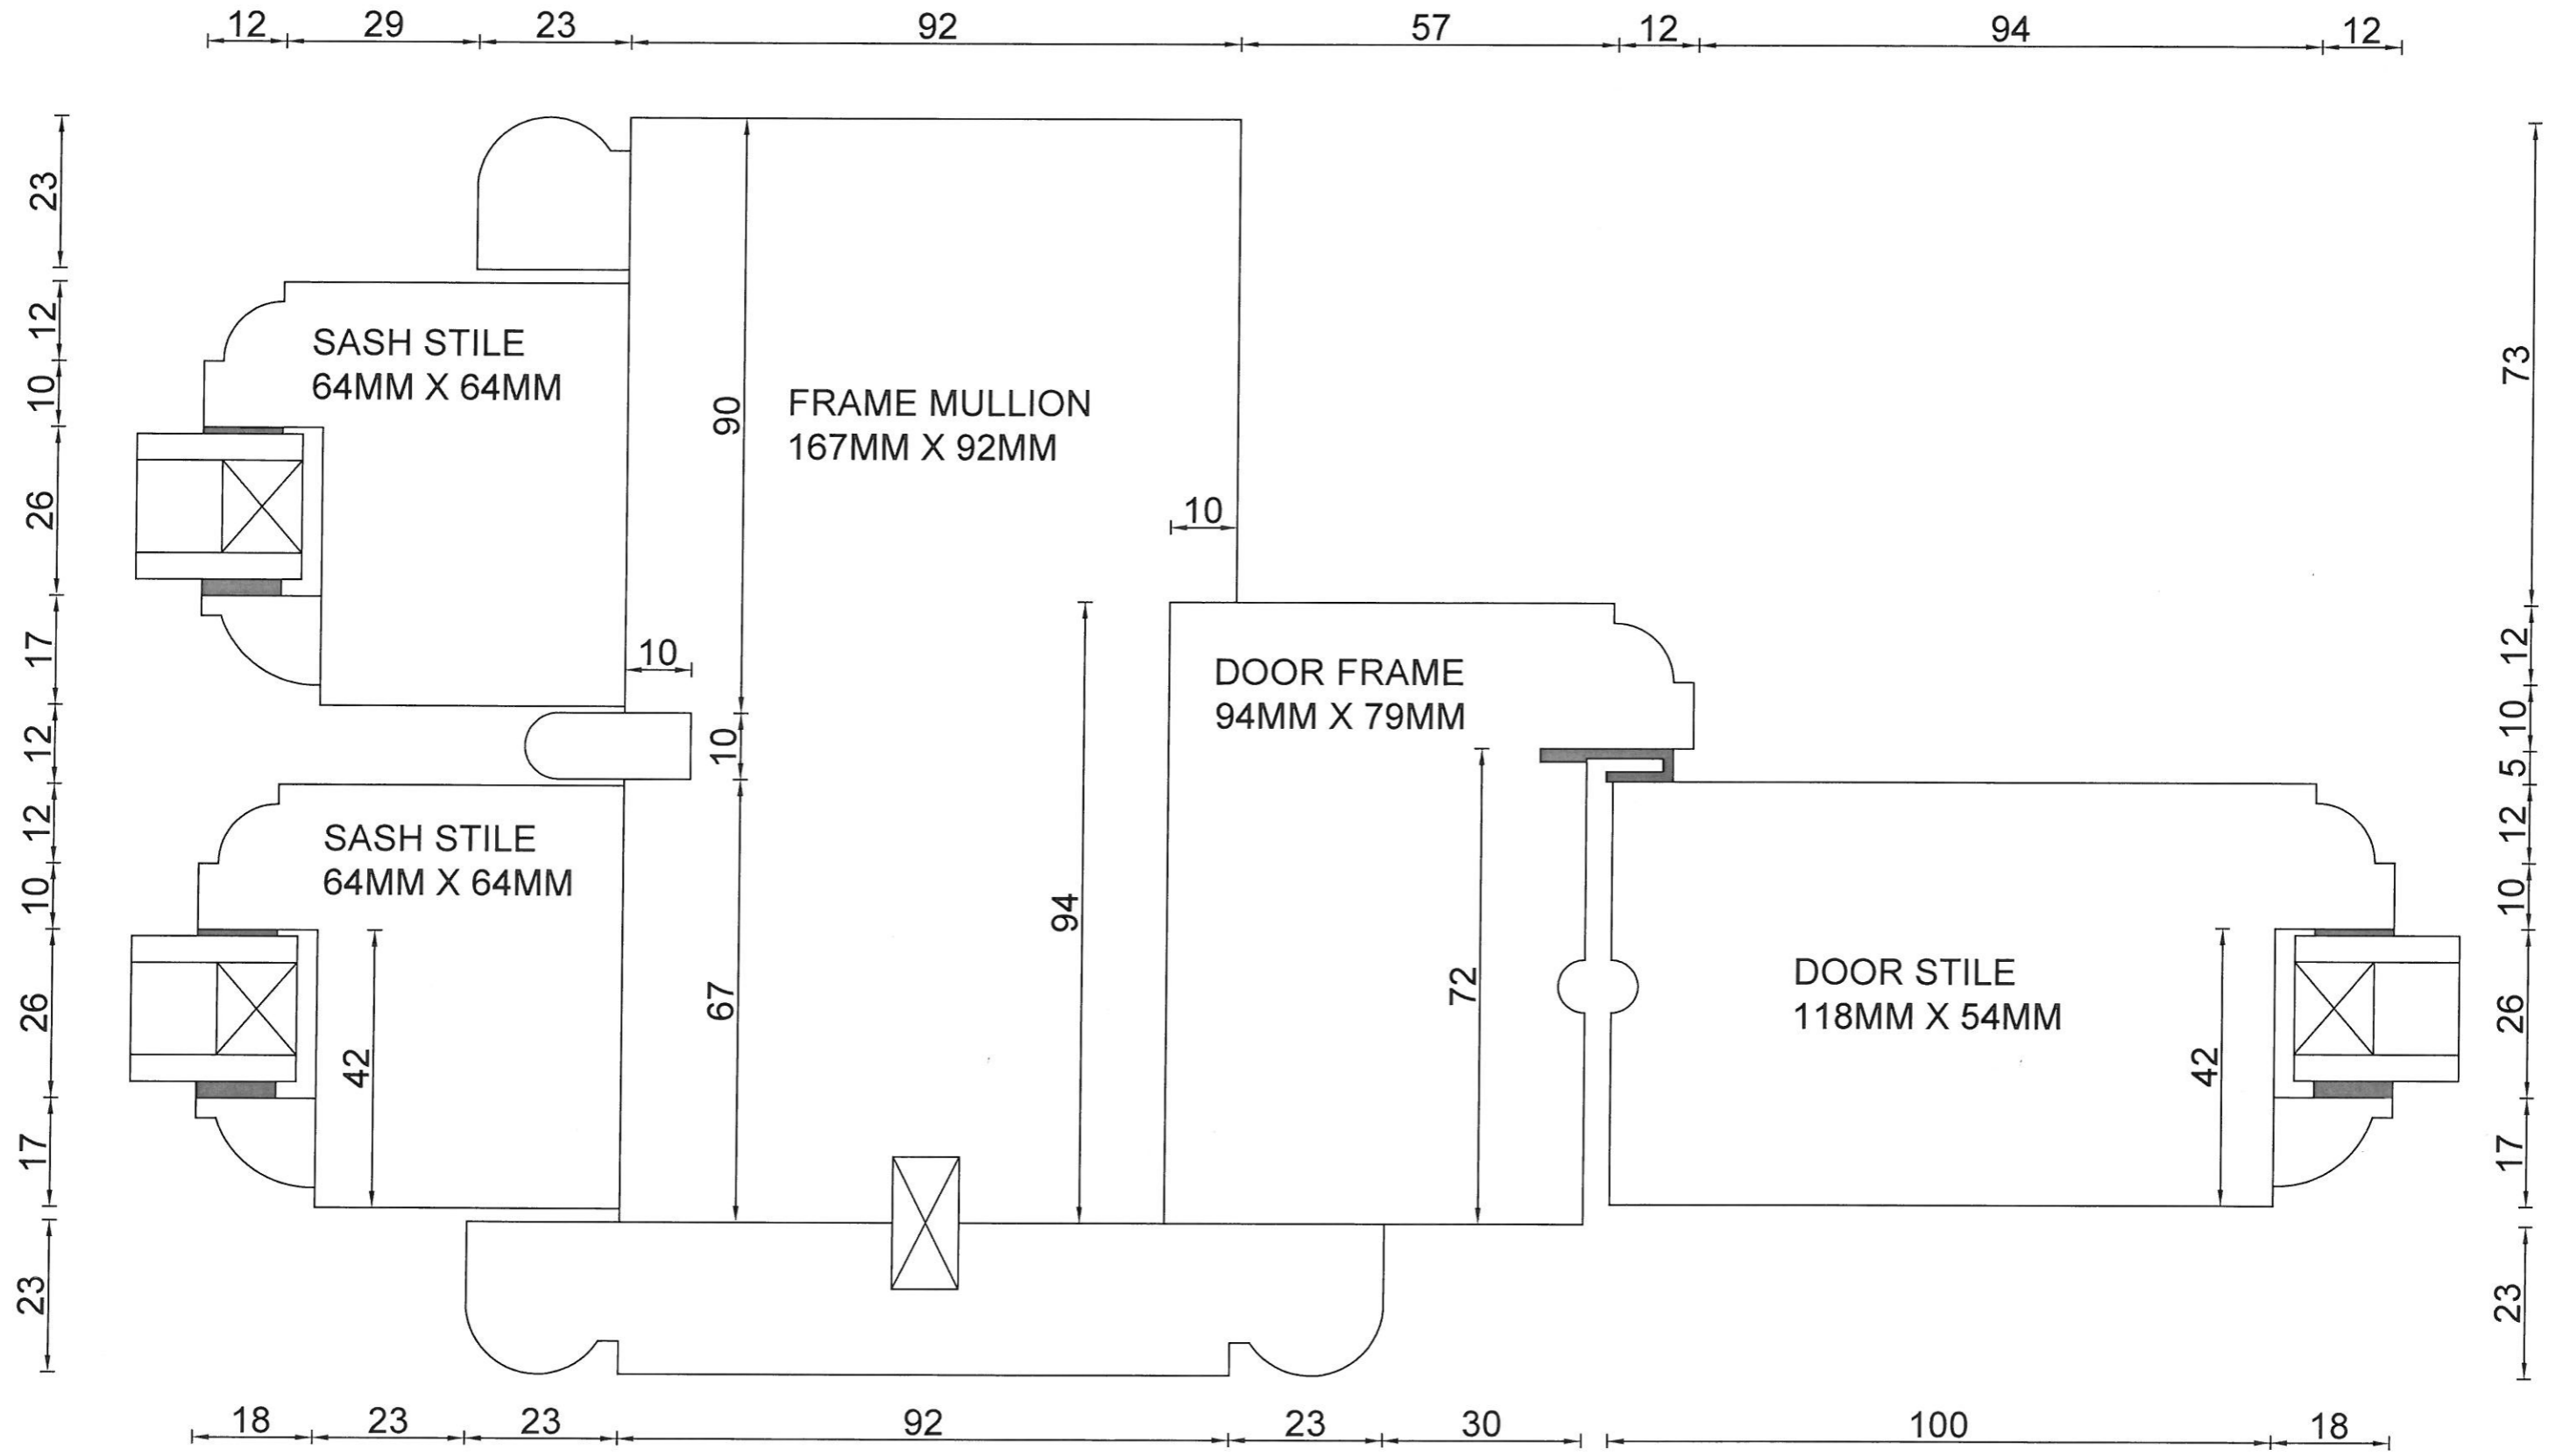 12 29 23 92 57 12 94 12
23
12
10
26
17
12
12
10
26
17
23
SASH STILE
64MM X 64MM
90
FRAME MULLION
167MM X 92MM
10
10
10
DOOR FRAME
94MM X 79MM
SASH STILE
64MM X 64MM
42
67
94
72
DOOR STILE
118MM X 54MM
42
73
12
10
5
12
10
26
17
23
18 23 23 92 23 30 100 18